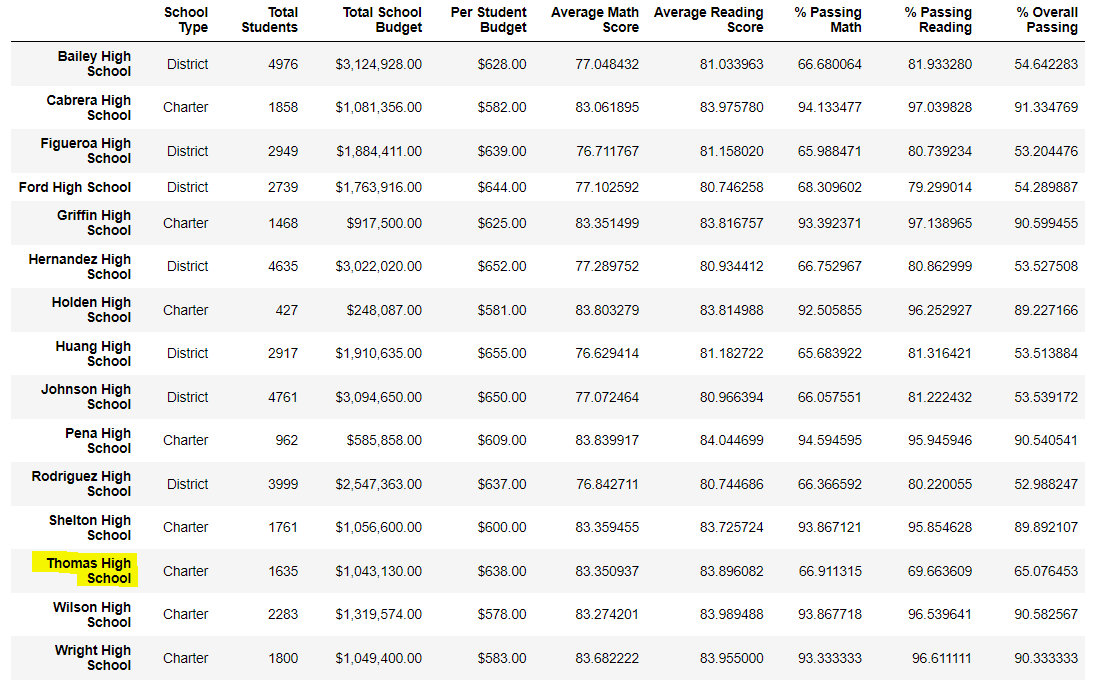 School Type Total Students Total School Budget Per Student Budget Average Math Score Average Reading Score % Passing Math % Passing Reading % Overall Passing
Bailey High School District 4976 $3,124,928.00 $628.00 77.048432 81.033963 66.680064 81.933280 54.642283
Cabrera High School Charter 1858 $1,081,356.00 $582.00 83.061895 83.975780 94.133477 97.039828 91.334769
Figueroa High School District 2949 $1,884,411.00 $639.00 76.711767 81.158020 65.988471 80.739234 53.204476
Ford High School District 2739 $1,763,916.00 $644.00 77.102592 80.746258 68.309602 79.299014 54.289887
Griffin High School Charter 1468 $917,500.00 $625.00 83.351499 83.816757 93.392371 97.138965 90.599455
Hernandez High School District 4635 $3,022,020.00 $652.00 77.289752 80.934412 66.752967 80.862999 53.527508
Holden High School Charter 427 $248,087.00 $581.00 83.803279 83.814988 92.505855 96.252927 89.227166
Huang High School District 2917 $1,910,635.00 $655.00 76.629414 81.182722 65.683922 81.316421 53.513884
Johnson High School District 4761 $3,094,650.00 $650.00 77.072464 80.966394 66.057551 81.222432 53.539172
Pena High School Charter 962 $585,858.00 $609.00 83.839917 84.044699 94.594595 95.945946 90.540541
Rodriguez High School District 3999 $2,547,363.00 $637.00 76.842711 80.744686 66.366592 80.220055 52.988247
Shelton High School Charter 1761 $1,056,600.00 $600.00 83.359455 83.725724 93.867121 95.854628 89.892107
Thomas High School Charter 1635 $1,043,130.00 $638.00 83.350937 83.896082 66.911315 69.663609 65.076453
Wilson High School Charter 2283 $1,319,574.00 $578.00 83.274201 83.989488 93.867718 96.539641 90.582567
Wright High School Charter 1800 $1,049,400.00 $583.00 83.682222 83.955000 93.333333 96.611111 90.333333